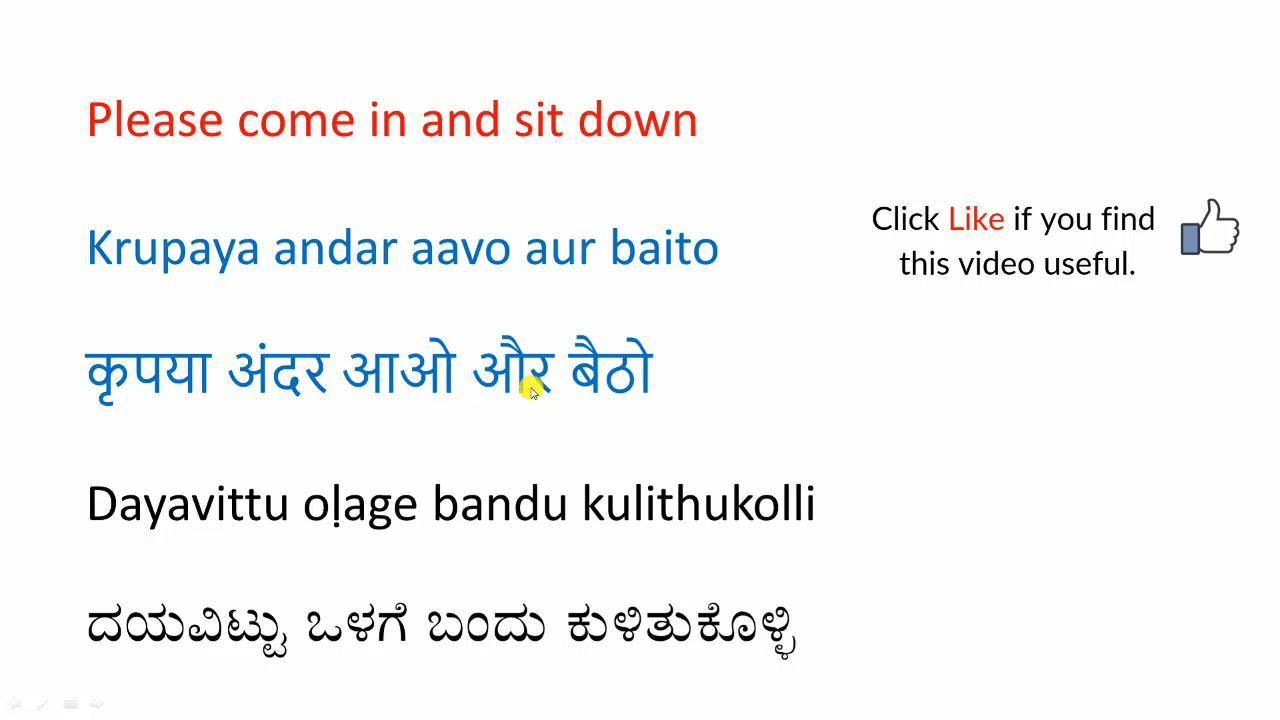 Please come in and sit down
Krupaya andar aavo aur baito
Click Like if you find
this video useful.
कृपया अंदर आओ और बैठो
Dayavittu oḷage bandu kulithukolli
ದಯವಿಟ್ಟು ಒಳಗೆ ಬಂದು ಕುಳಿತುಕೊಳ್ಳಿ